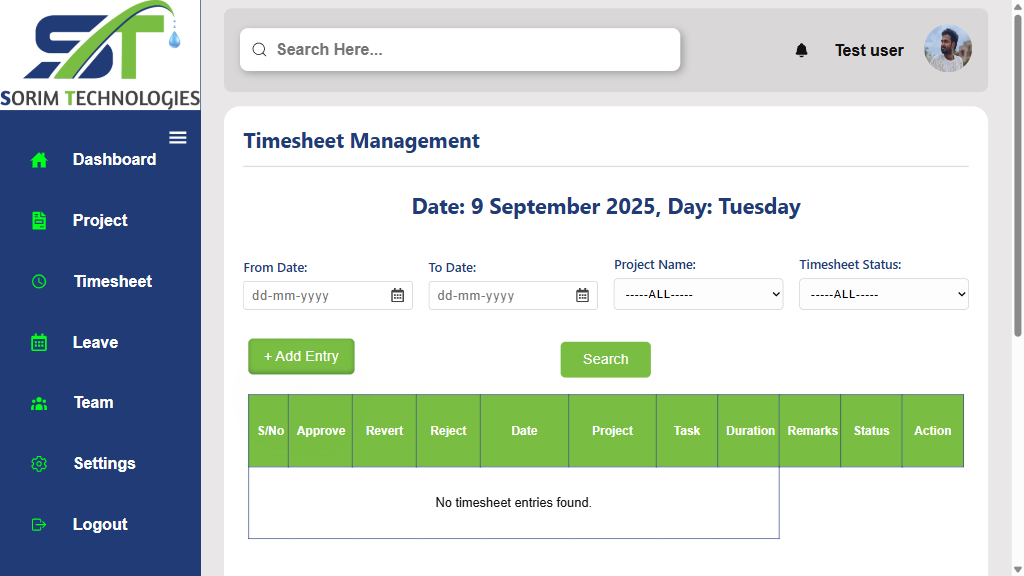 ST
SORIM TECHNOLOGIES
Dashboard
Project
Timesheet
Leave
Team
Settings
Logout
Search Here...
Test user
Timesheet Management
Date: 9 September 2025, Day: Tuesday
From Date:
To Date:
Project Name:
Timesheet Status:
dd-mm-yyyy
dd-mm-yyyy
-----ALL-----
-----ALL-----
+ Add Entry
Search
S/No Approve Revert Reject Date Project Task Duration Remarks Status Action
No timesheet entries found.